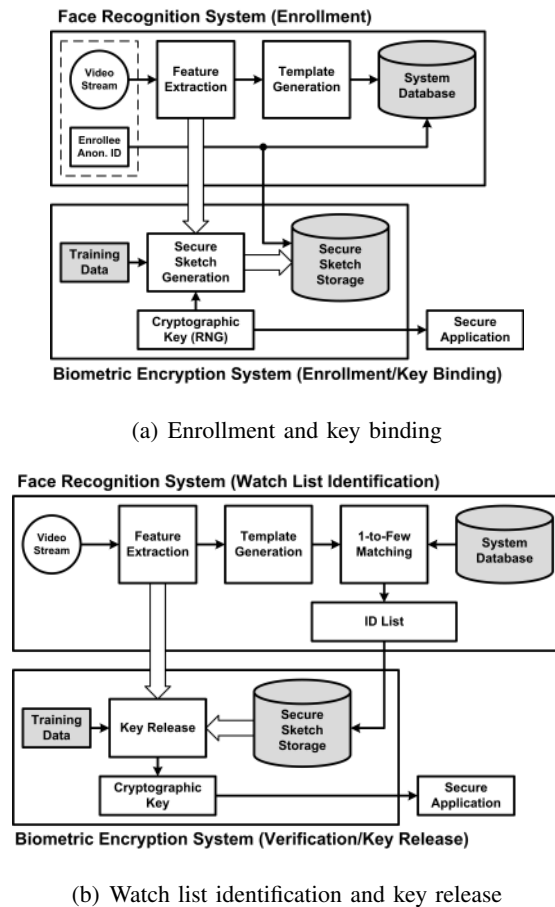 Face Recognition System (Enrollment)
Video
Stream
Feature
Extraction
Template
Generation
System
Database
Enrollee
Anon. ID
Training
Data
Secure
Sketch
Generation
Secure
Sketch
Storage
Cryptographic
Key (RNG)
Secure
Application
Biometric Encryption System (Enrollment/Key Binding)
(a) Enrollment and key binding
Face Recognition System (Watch List Identification)
Video
Stream
Feature
Extraction
Template
Generation
1-to-Few
Matching
System
Database
ID List
Training
Data
Key Release
Secure
Sketch
Storage
Cryptographic
Key
Secure
Application
Biometric Encryption System (Verification/Key Release)
(b) Watch list identification and key release